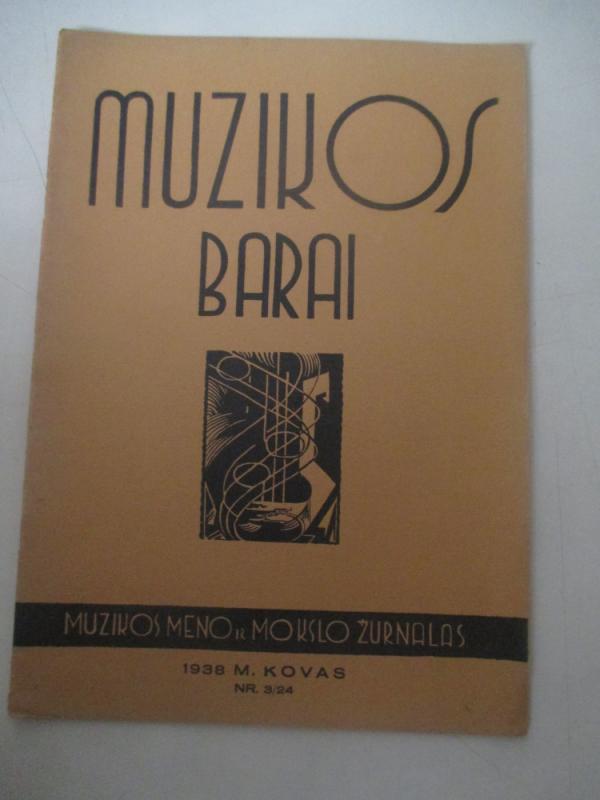 MUZIKOS
BARAI
MUZIKOS MENO IR MOKSLO ŽURNALAS
1938 M. KOVAS
NR. 3/24